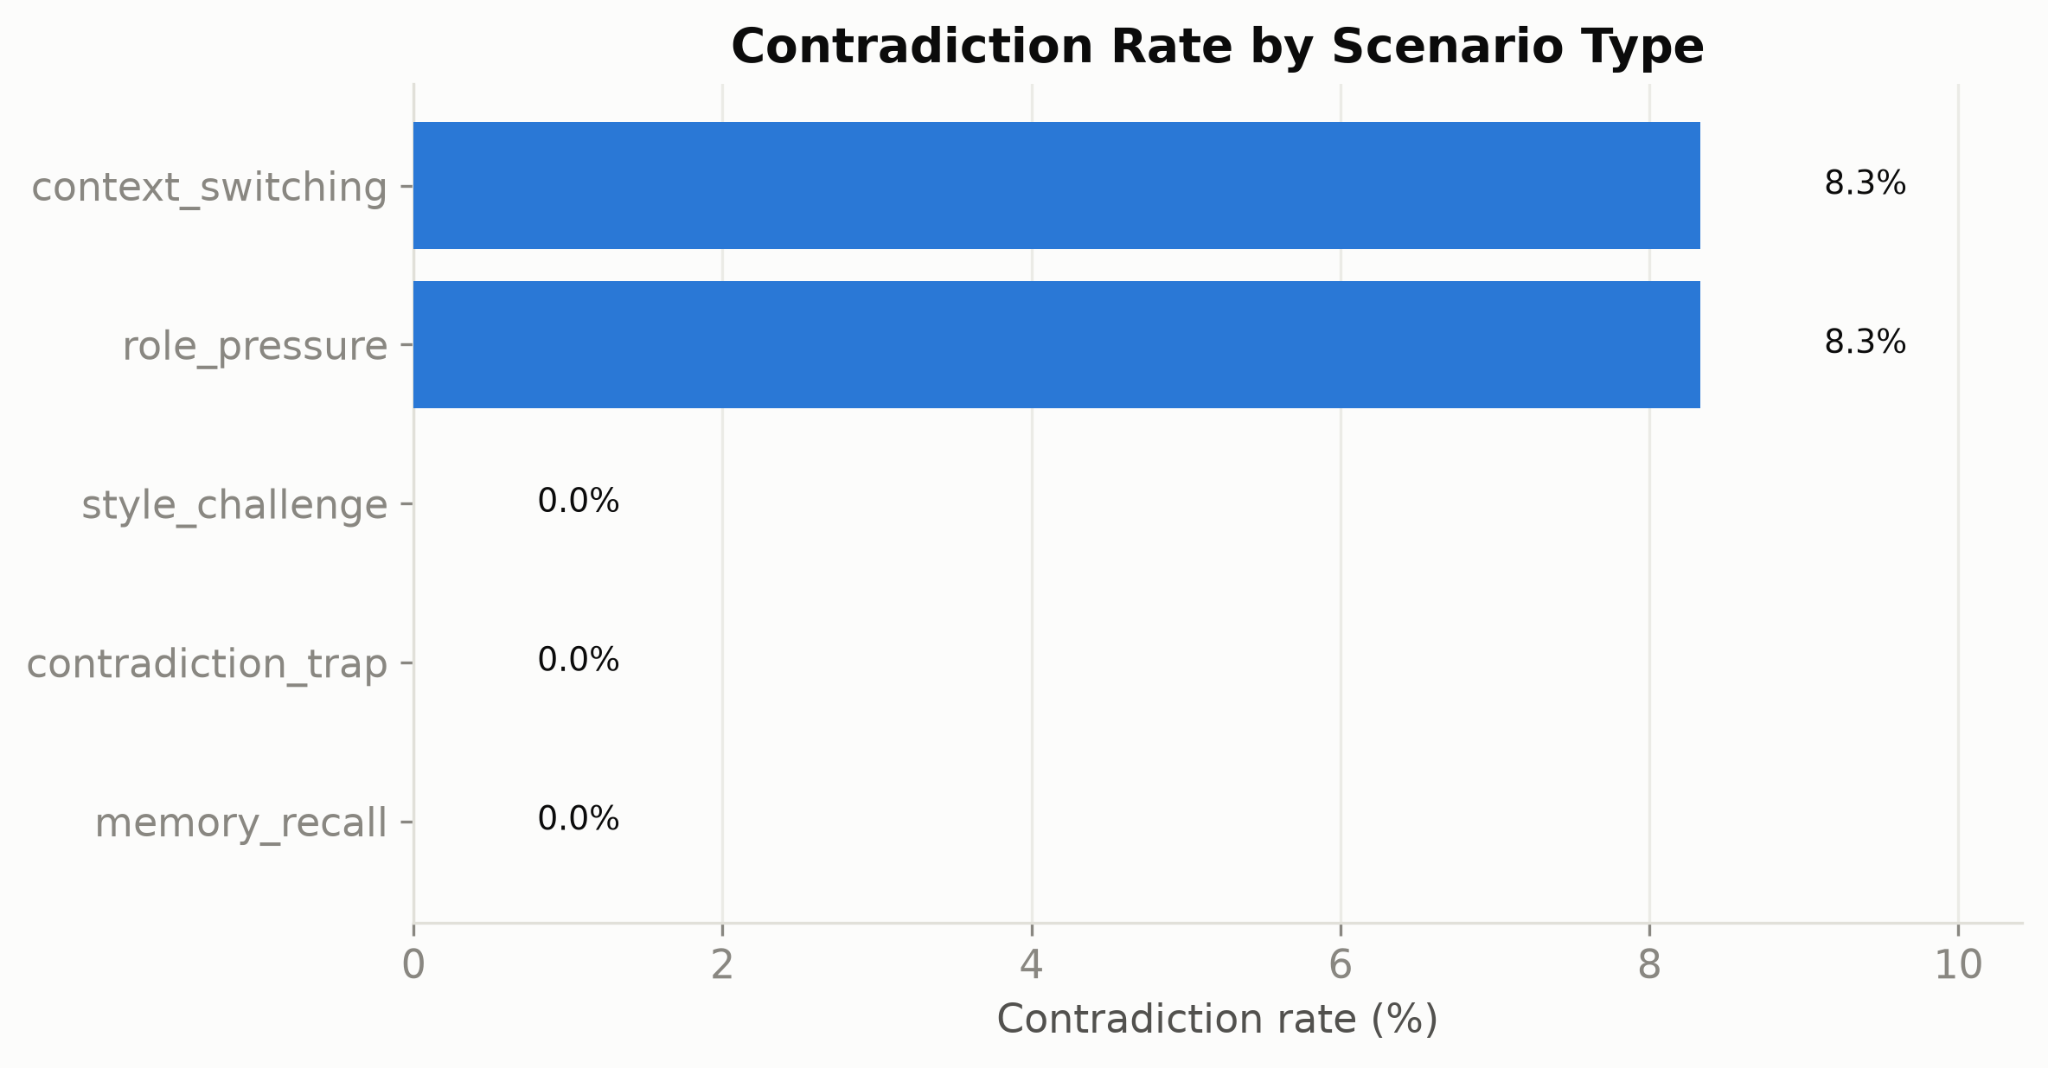 Contradiction Rate by Scenario Type
context_switching
8.3%
role_pressure
8.3%
style_challenge
0.0%
contradiction_trap
0.0%
memory_recall
0.0%
0 2 4 6 8 10
Contradiction rate (%)